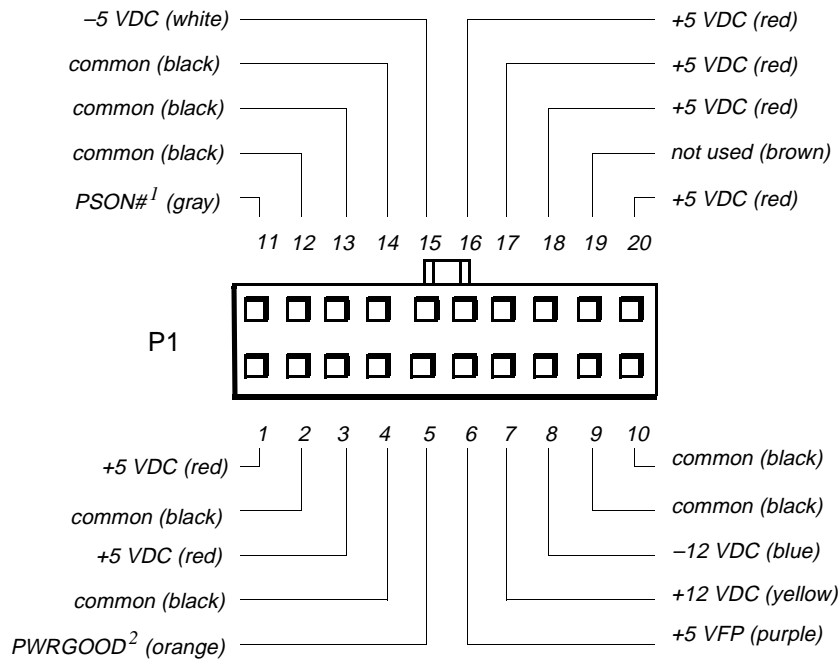 –5 VDC (white)
common (black)
common (black)
common (black)
PSON#1 (gray)
+5 VDC (red)
+5 VDC (red)
+5 VDC (red)
not used (brown)
+5 VDC (red)
11 12 13 14 15 16 17 18 19 20
P1
1 2 3 4 5 6 7 8 9 10
+5 VDC (red)
common (black)
+5 VDC (red)
common (black)
PWRGOOD2 (orange)
common (black)
common (black)
–12 VDC (blue)
+12 VDC (yellow)
+5 VFP (purple)